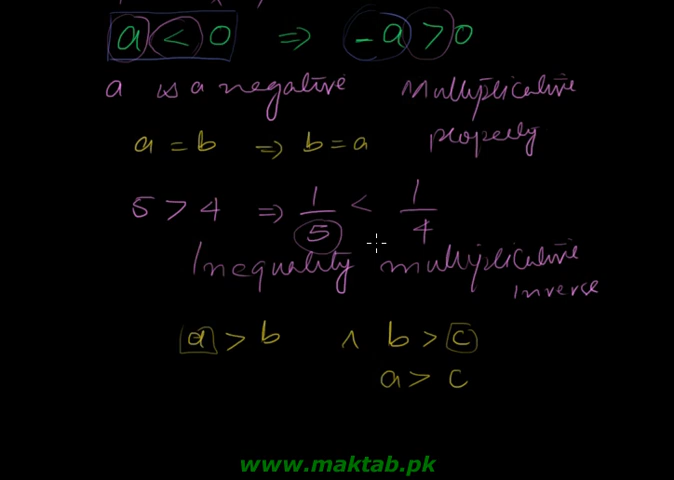 a < 0 ⇒ -a > 0
a is a negative Multiplicative
a = b ⇒ b = a property
5 > 4 ⇒ 1/5 < 1/4
Inequality multiplicative
inverse
a > b ∧ b > c
a > c
www.maktab.pk